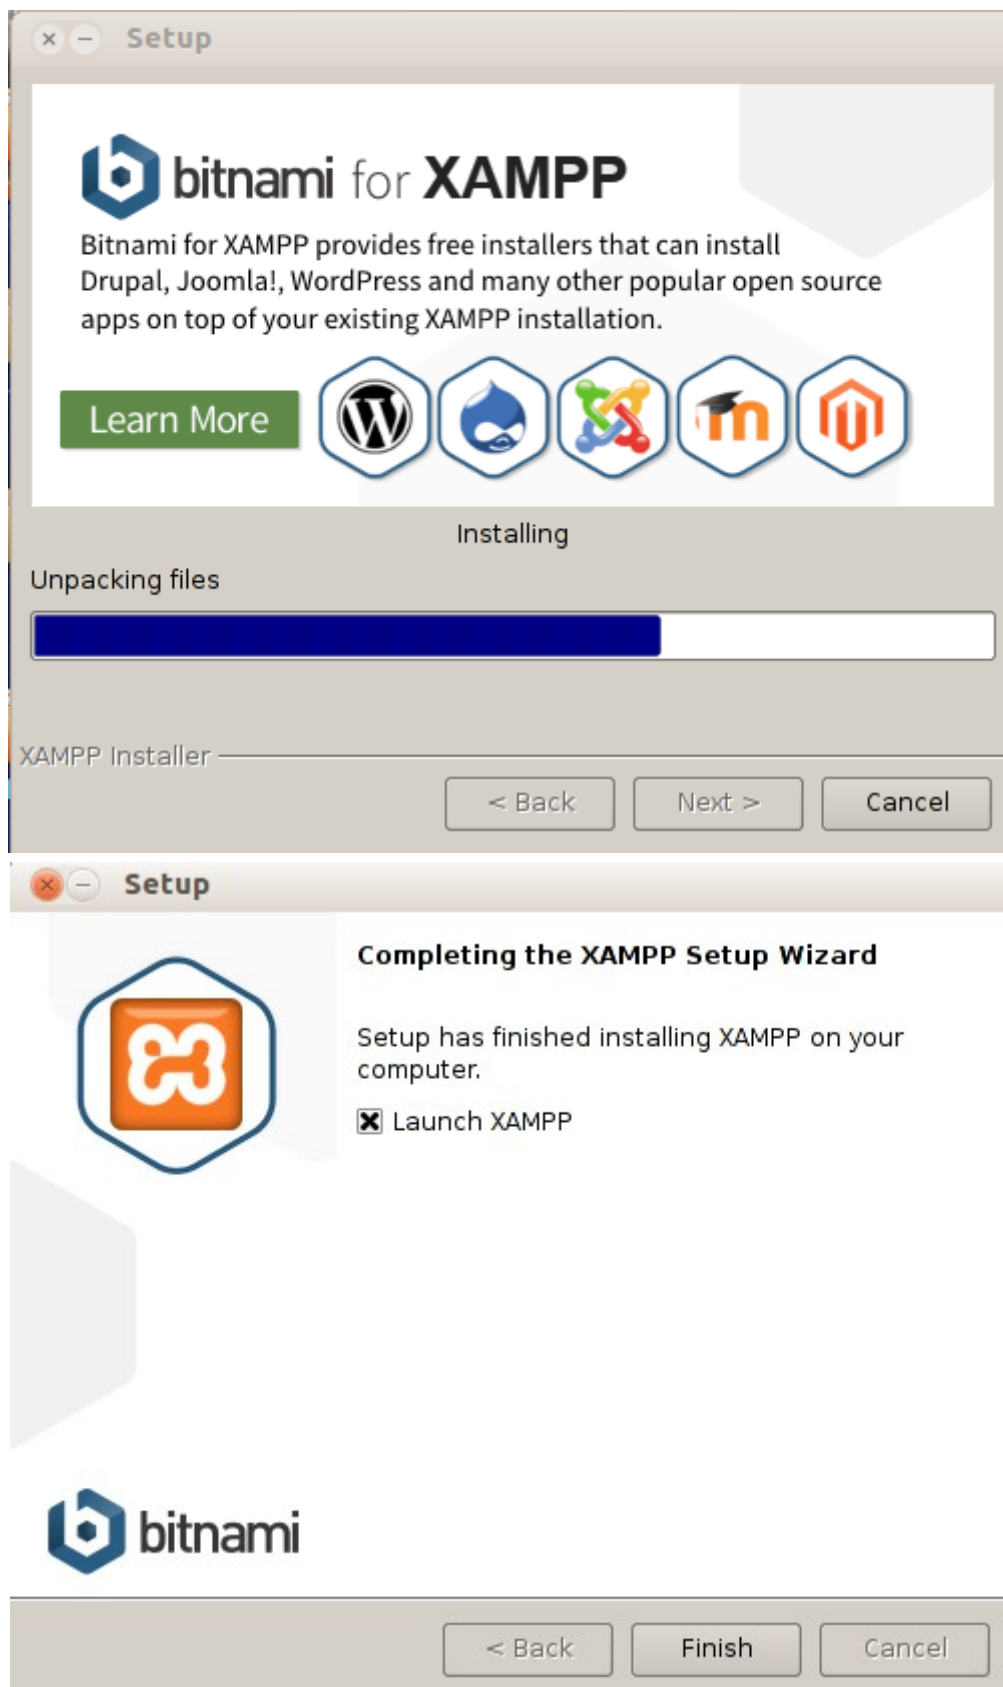 Setup
bitnami for XAMPP
Bitnami for XAMPP provides free installers that can install
Drupal, Joomla!, WordPress and many other popular open source
apps on top of your existing XAMPP installation.
Learn More
Installing
Unpacking files
XAMPP Installer
< Back Next > Cancel
Setup
Completing the XAMPP Setup Wizard
Setup has finished installing XAMPP on your
computer.
Launch XAMPP
bitnami
< Back Finish Cancel